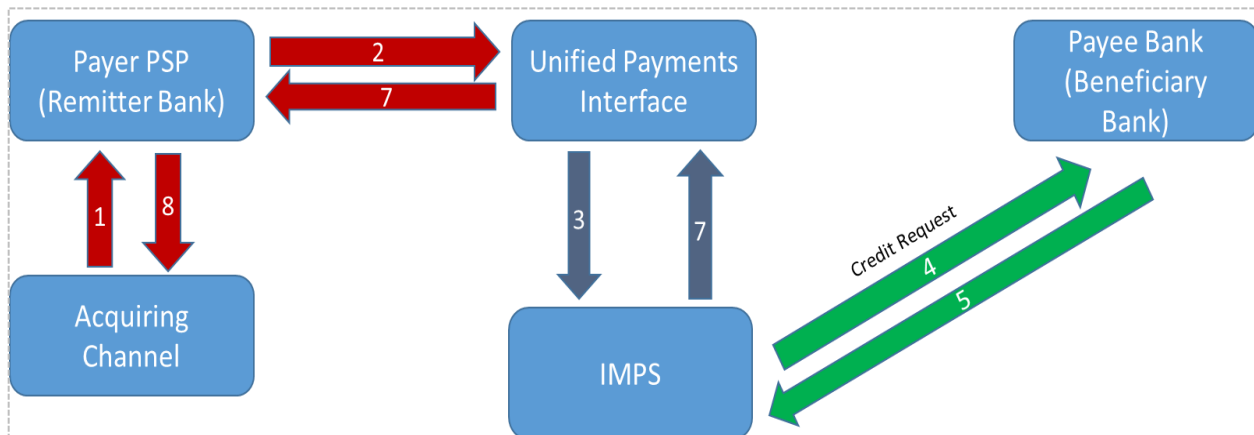 Payer PSP
(Remitter Bank)
2
7
Unified Payments
Interface
Payee Bank
(Beneficiary
Bank)
1
8
3
7
Credit Request
4
5
Acquiring
Channel
IMPS